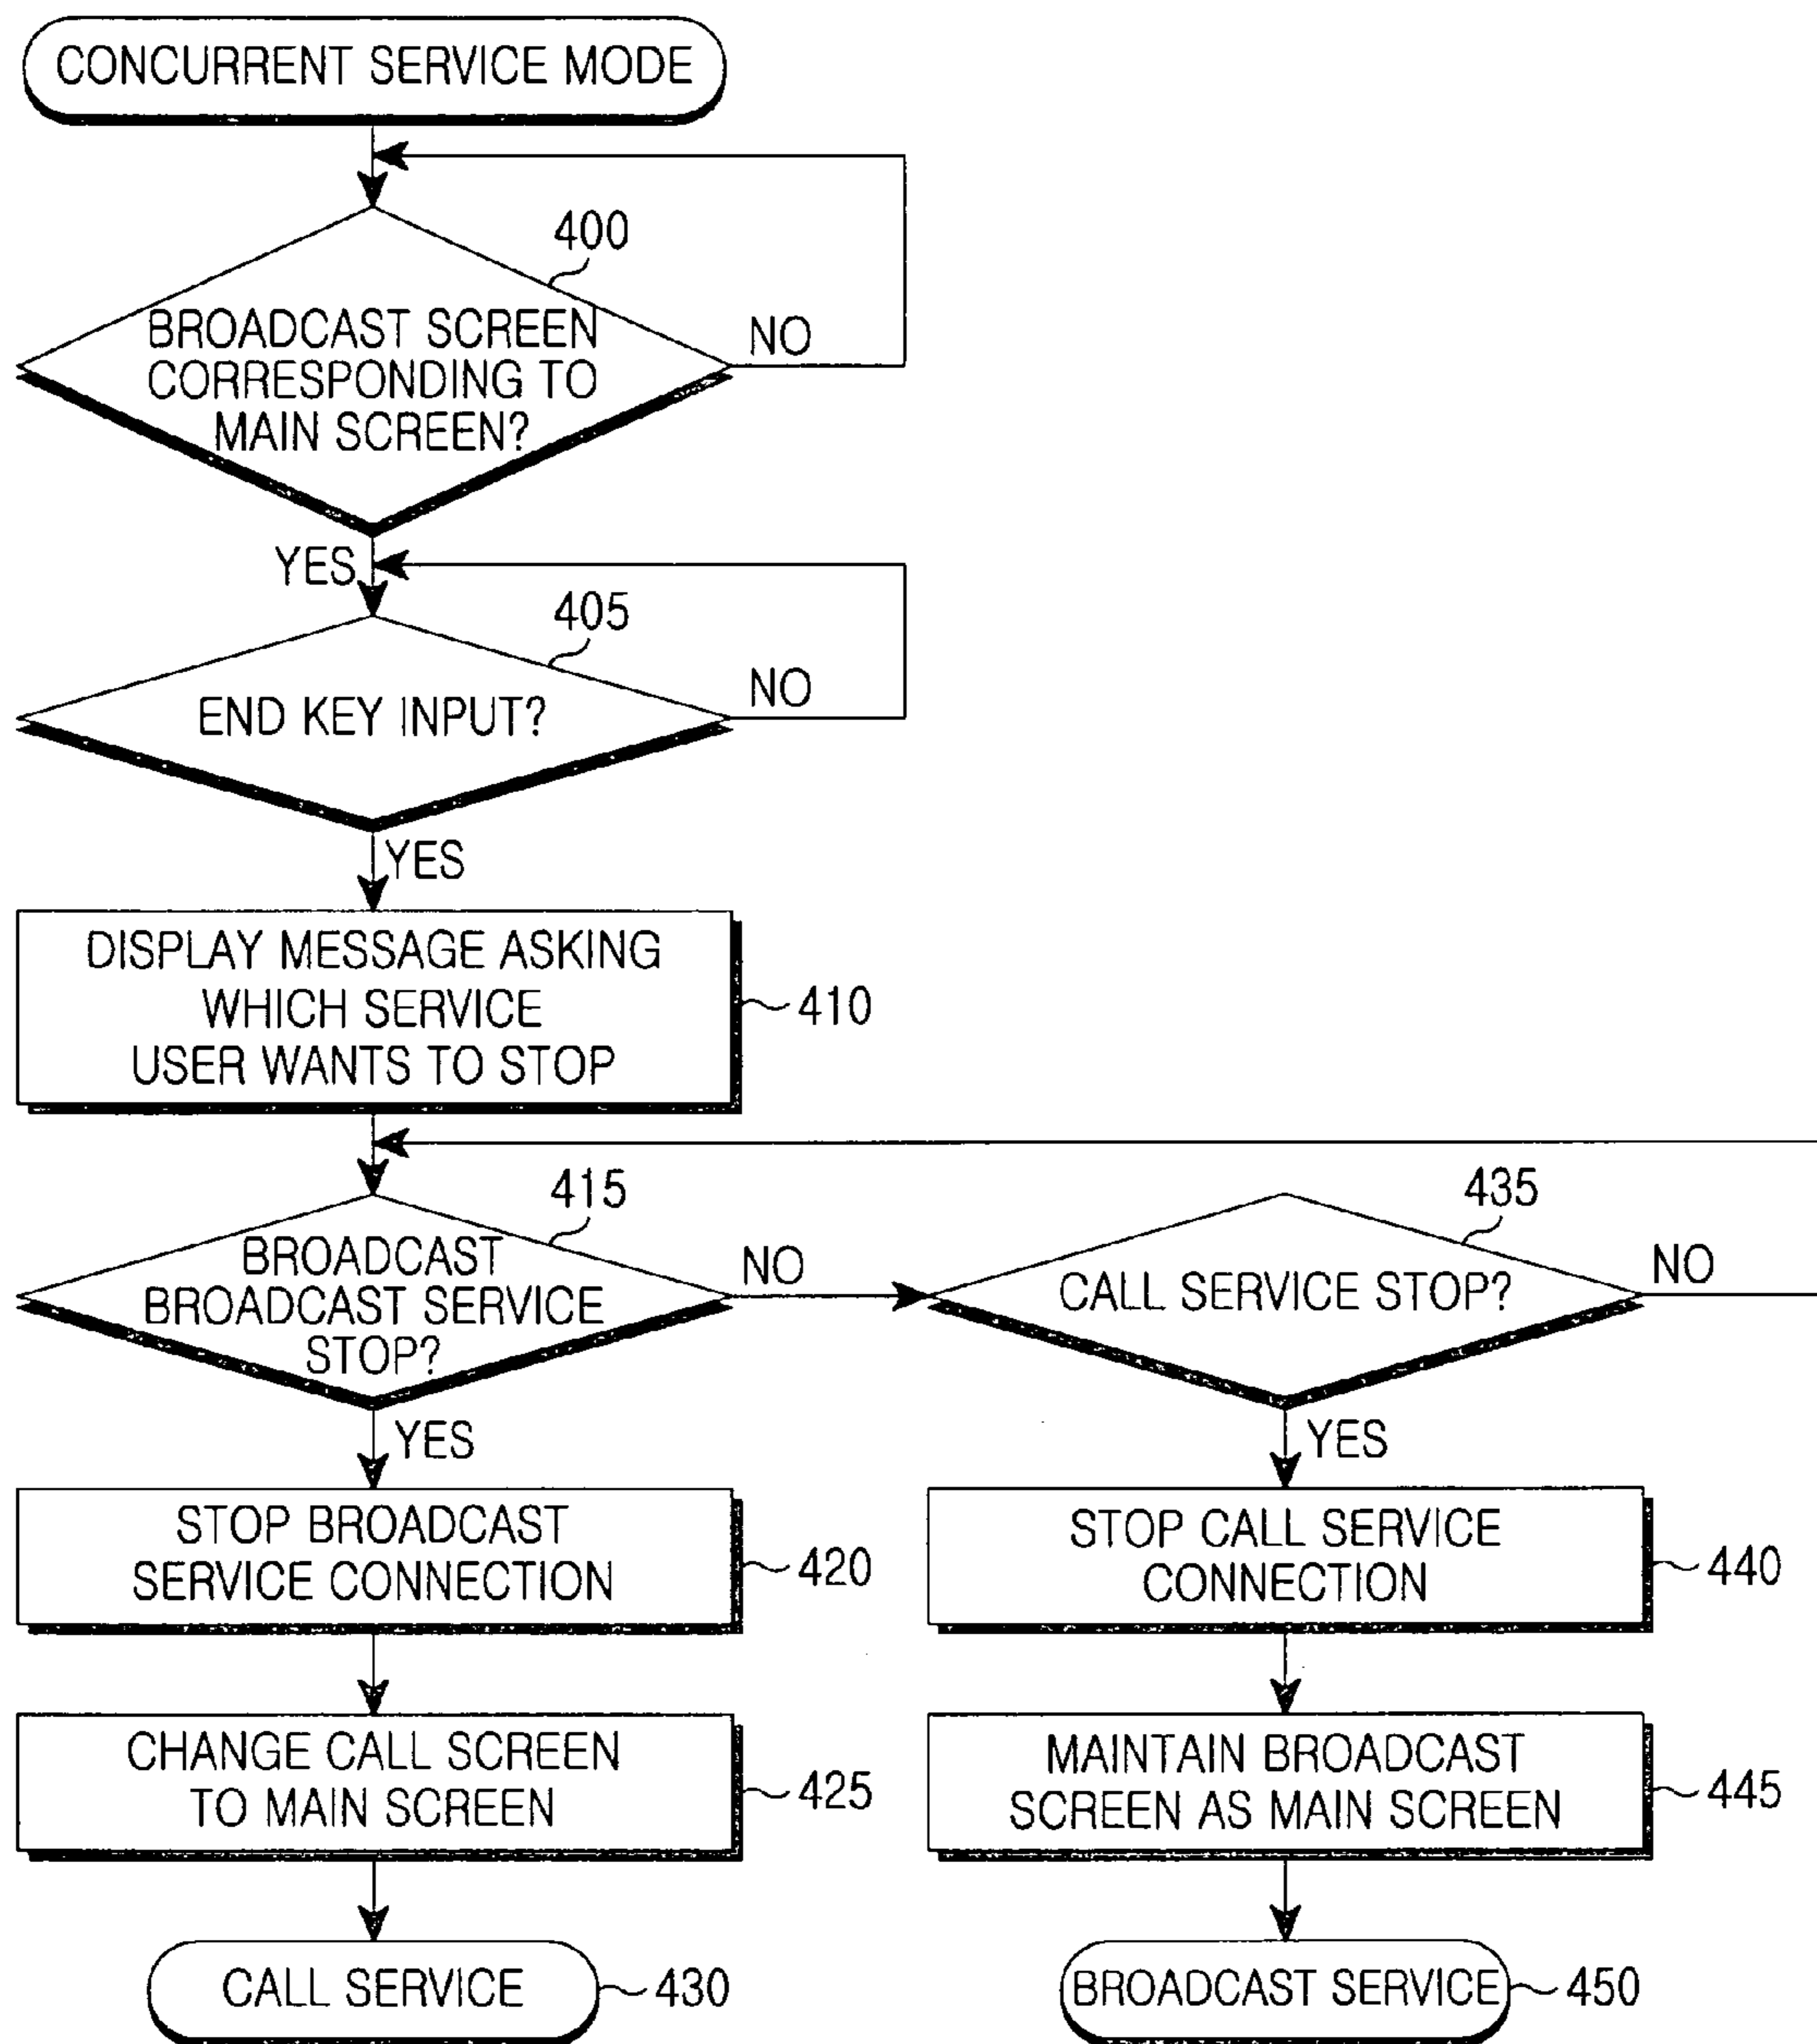 CONCURRENT SERVICE MODE
400
BROADCAST SCREEN
CORRESPONDING TO
MAIN SCREEN?
NO
YES
405
END KEY INPUT?
NO
YES
DISPLAY MESSAGE ASKING
WHICH SERVICE
USER WANTS TO STOP
410
415
BROADCAST
BROADCAST SERVICE
STOP?
NO
435
CALL SERVICE STOP?
NO
YES
YES
STOP BROADCAST
SERVICE CONNECTION
420
STOP CALL SERVICE
CONNECTION
440
CHANGE CALL SCREEN
TO MAIN SCREEN
425
MAINTAIN BROADCAST
SCREEN AS MAIN SCREEN
445
CALL SERVICE
430
BROADCAST SERVICE
450